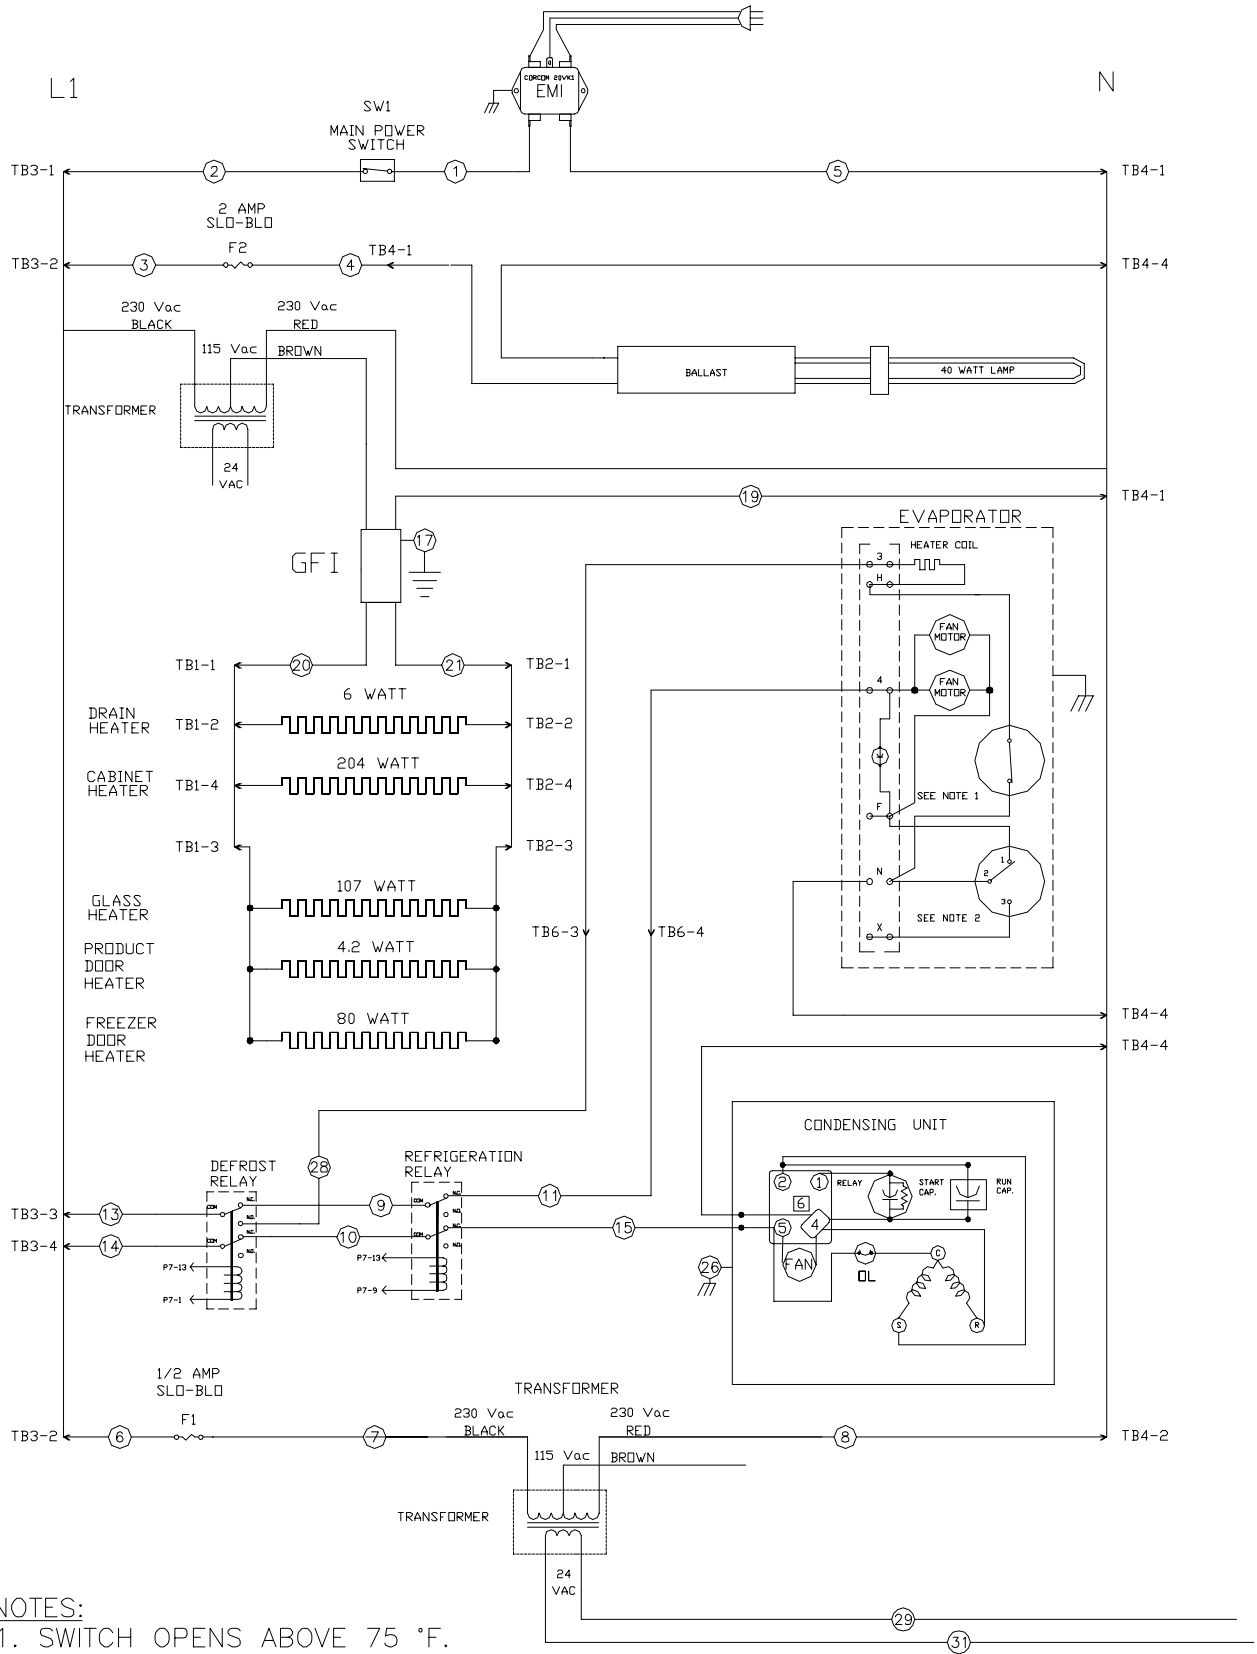 L1
N
CORCOM 20VK1
EMI
SW1
MAIN POWER
SWITCH
TB3-1
2
1
5
TB4-1
2 AMP
SLO-BLO
F2
TB3-2
3
4
TB4-1
TB4-4
230 Vac
BLACK
230 Vac
RED
115 Vac
BROWN
BALLAST
40 WATT LAMP
TRANSFORMER
24
VAC
19
TB4-1
EVAPORATOR
GFI
17
3
HEATER COIL
H
FAN
MOTOR
FAN
MOTOR
4
TB1-1
20
21
TB2-1
6 WATT
DRAIN
HEATER
TB1-2
TB2-2
204 WATT
CABINET
HEATER
TB1-4
TB2-4
SEE NOTE 1
F
TB1-3
TB2-3
1
2
3
N
107 WATT
GLASS
HEATER
SEE NOTE 2
X
TB6-3
TB6-4
4.2 WATT
PRODUCT
DOOR
HEATER
80 WATT
FREEZER
DOOR
HEATER
TB4-4
TB4-4
CONDENSING UNIT
DEFROST
RELAY
28
REFRIGERATION
RELAY
2
1
RELAY
START
CAP.
RUN
CAP.
6
5
4
FAN
OL
C
S
R
TB3-3
13
COM
N.C.
N.O.
9
COM
N.C.
N.O.
11
TB3-4
14
COM
N.C.
N.O.
10
COM
N.C.
N.O.
15
26
P7-13
P7-1
P7-13
P7-9
1/2 AMP
SLO-BLO
F1
TRANSFORMER
TB3-2
6
7
230 Vac
BLACK
230 Vac
RED
8
TB4-2
115 Vac
BROWN
TRANSFORMER
24
VAC
29
31
NOTES:
1. SWITCH OPENS ABOVE 75 °F.